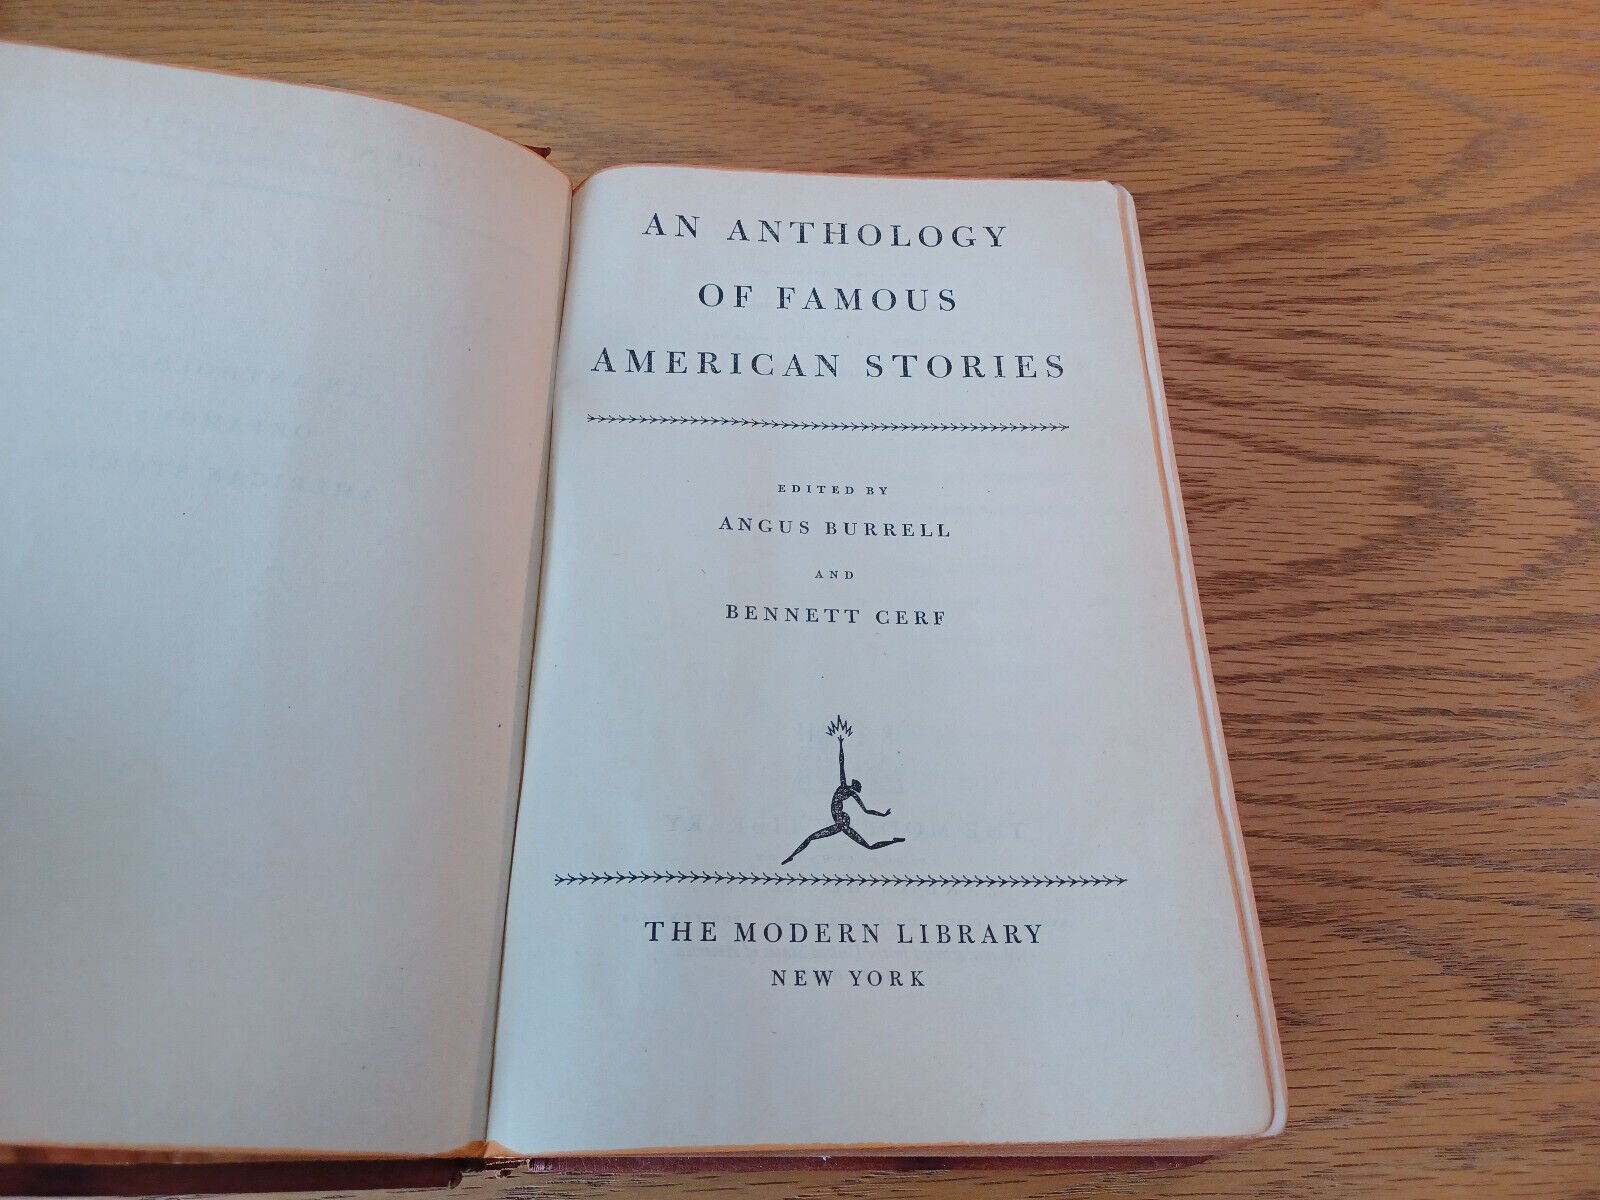 AN ANTHOLOGY
OF FAMOUS
AMERICAN STORIES
EDITED BY
ANGUS BURRELL
AND
BENNETT CERF
THE MODERN LIBRARY
NEW YORK